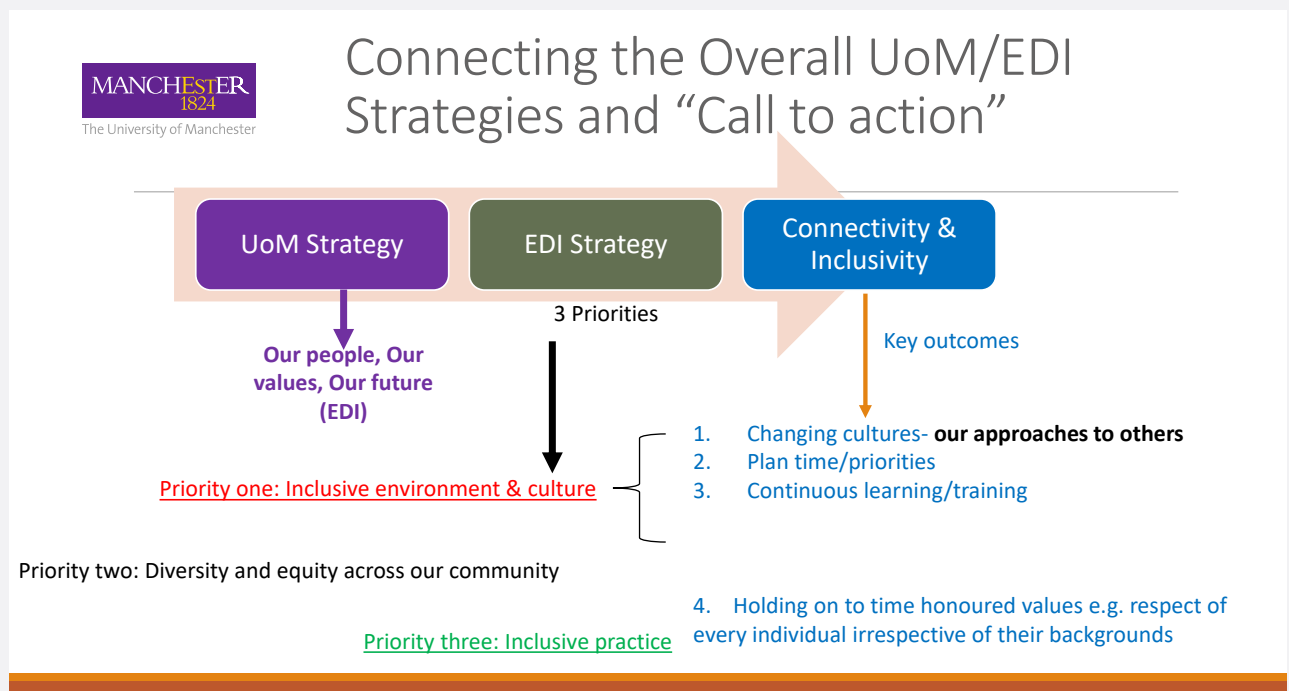 Connecting the Overall UoM/EDI
Strategies and “Call to action”
MANCHESTER
1824
The University of Manchester
UoM Strategy
EDI Strategy
Connectivity &
Inclusivity
3 Priorities
Our people, Our
values, Our future
(EDI)
Key outcomes
1. Changing cultures- our approaches to others
2. Plan time/priorities
3. Continuous learning/training
Priority one: Inclusive environment & culture
Priority two: Diversity and equity across our community
4. Holding on to time honoured values e.g. respect of
every individual irrespective of their backgrounds
Priority three: Inclusive practice